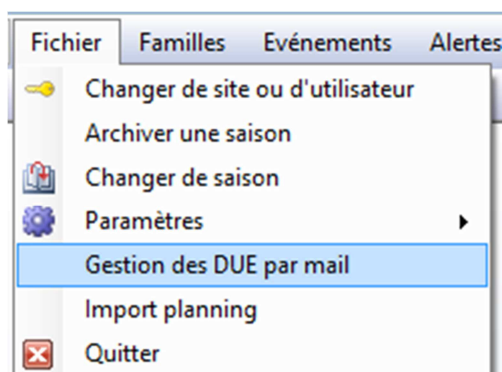 Fichier Familles Evénements Alertes
Changer de site ou d'utilisateur
Archiver une saison
Changer de saison
Paramètres
Gestion des DUE par mail
Import planning
Quitter